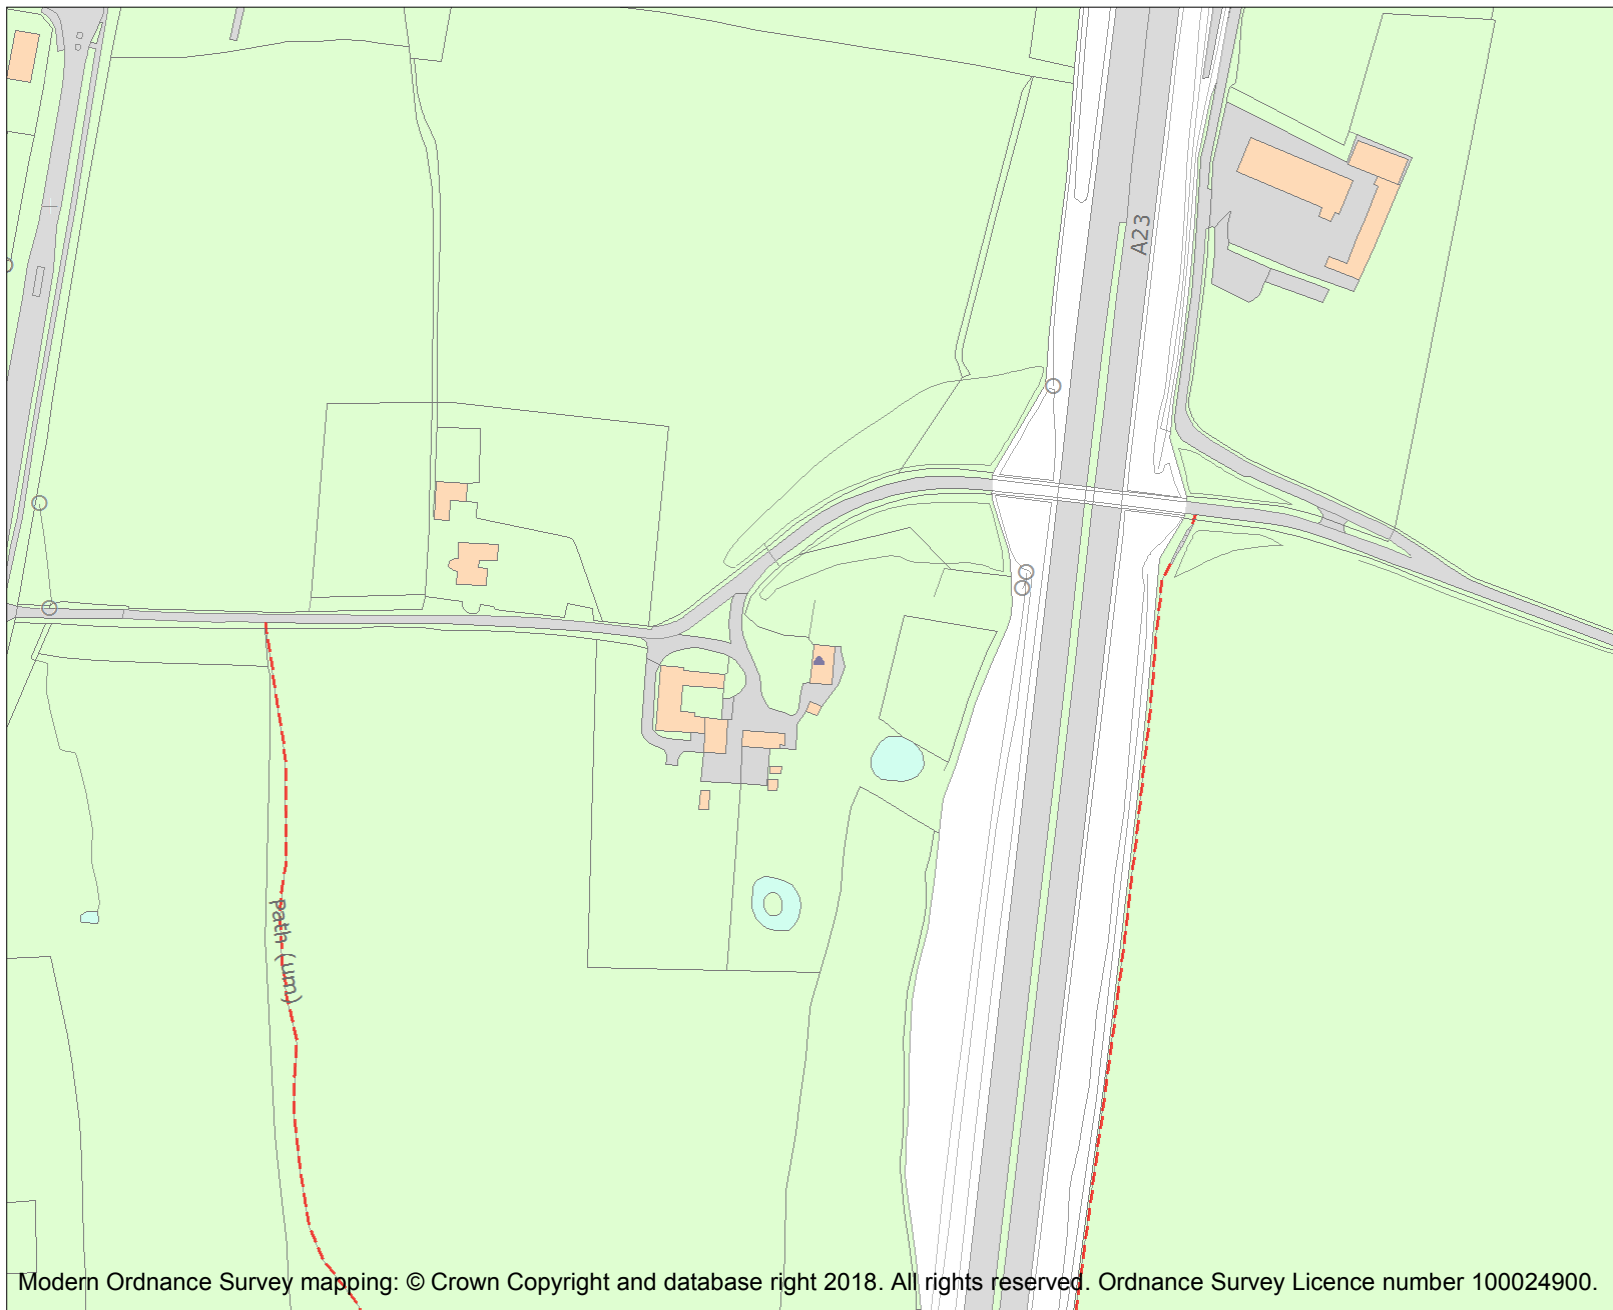 A23
Path (um)
Modern Ordnance Survey mapping: © Crown Copyright and database right 2018. All rights reserved. Ordnance Survey Licence number 100024900.